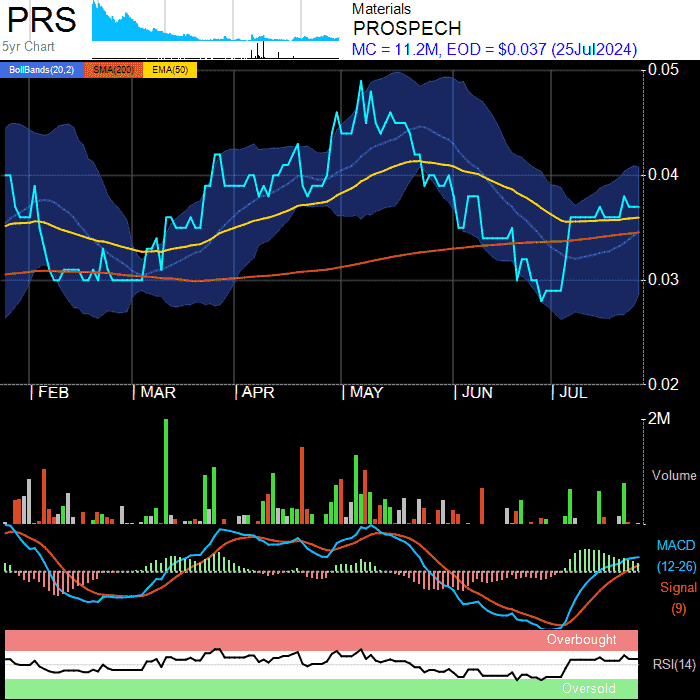 PRS
5yr Chart
Materials
PROSPECH
MC = 11.2M, EOD = $0.037 (25Jul2024)
BollBands(20,2) SMA(200) EMA(50)
0.05
0.04
0.03
0.02
| FEB | MAR | APR | MAY | JUN | JUL
2M
Volume
MACD
(12-26)
Signal
(9)
Overbought
RSI(14)
Oversold